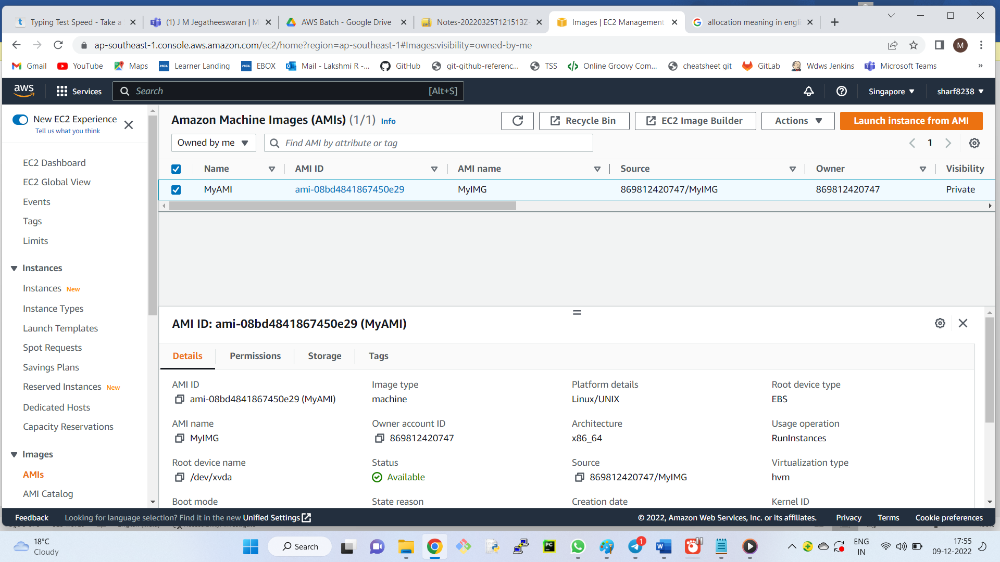 Typing Test Speed - Take a
(1) J M Jegatheeswaran | M
AWS Batch - Google Drive
Notes-20220325T121513Z-
Images | EC2 Management
allocation meaning in engli
ap-southeast-1.console.aws.amazon.com/ec2/home?region=ap-southeast-1#Images:visibility=owned-by-me
M
Gmail
YouTube
Maps
Learner Landing
EBOX
Mail - Lakshmi R -...
GitHub
git-github-referenc...
TSS
Online Groovy Com...
cheatsheet git
GitLab
Wdws Jenkins
Microsoft Teams
»
aws
Services
Search
[Alt+S]
Singapore
sharf8238
New EC2 Experience
Tell us what you think
EC2 Dashboard
EC2 Global View
Events
Tags
Limits
Instances
Instances New
Instance Types
Launch Templates
Spot Requests
Savings Plans
Reserved Instances New
Dedicated Hosts
Capacity Reservations
Images
AMIs
AMI Catalog
Amazon Machine Images (AMIs) (1/1) Info
Recycle Bin
EC2 Image Builder
Actions
Launch instance from AMI
Owned by me
Find AMI by attribute or tag
1
Name AMI ID AMI name Source Owner Visibility
MyAMI ami-08bd4841867450e29 MyIMG 869812420747/MyIMG 869812420747 Private
AMI ID: ami-08bd4841867450e29 (MyAMI)
Details Permissions Storage Tags
AMI ID
ami-08bd4841867450e29 (MyAMI)
Image type
machine
Platform details
Linux/UNIX
Root device type
EBS
AMI name
MyIMG
Owner account ID
869812420747
Architecture
x86_64
Usage operation
RunInstances
Root device name
/dev/xvda
Status
Available
Source
869812420747/MyIMG
Virtualization type
hvm
Boot mode
State reason
Creation date
Kernel ID
Feedback
Looking for language selection? Find it in the new Unified Settings
© 2022, Amazon Web Services, Inc. or its affiliates.
Privacy
Terms
Cookie preferences
18°C
Cloudy
Search
PC
1
W
ENG
IN
17:55
09-12-2022